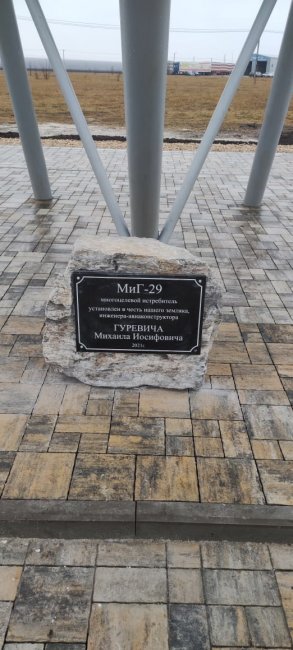 МиГ-29
многоцелевой истребитель
установлен в честь нашего земляка,
инженера-авиаконструктора
ГУРЕВИЧА
Михаила Иосифовича
2021г.